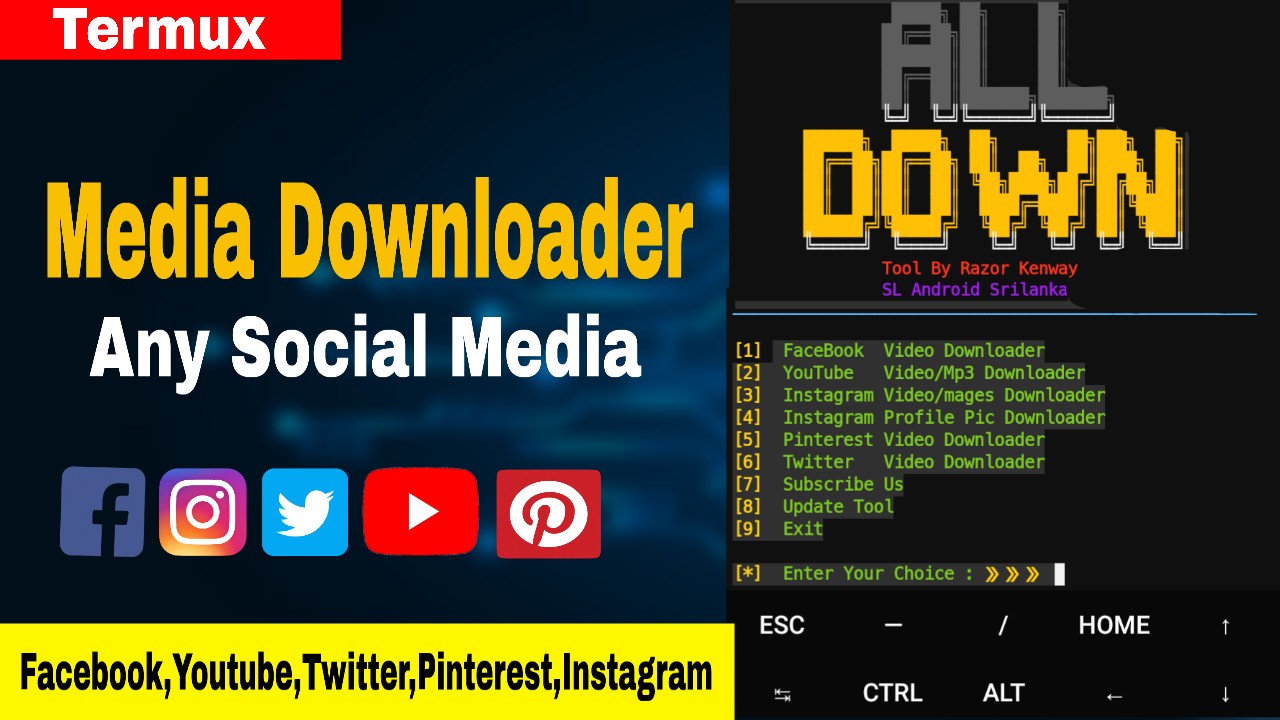 Termux
Media Downloader
Any Social Media
Facebook,Youtube,Twitter,Pinterest,Instagram
ALL
DOWN
Tool By Razor Kenway
SL Android Srilanka
[1] FaceBook Video Downloader
[2] YouTube Video/Mp3 Downloader
[3] Instagram Video/mages Downloader
[4] Instagram Profile Pic Downloader
[5] Pinterest Video Downloader
[6] Twitter Video Downloader
[7] Subscribe Us
[8] Update Tool
[9] Exit
[*] Enter Your Choice : »»»
ESC — / HOME ↑
↹ CTRL ALT ← ↓